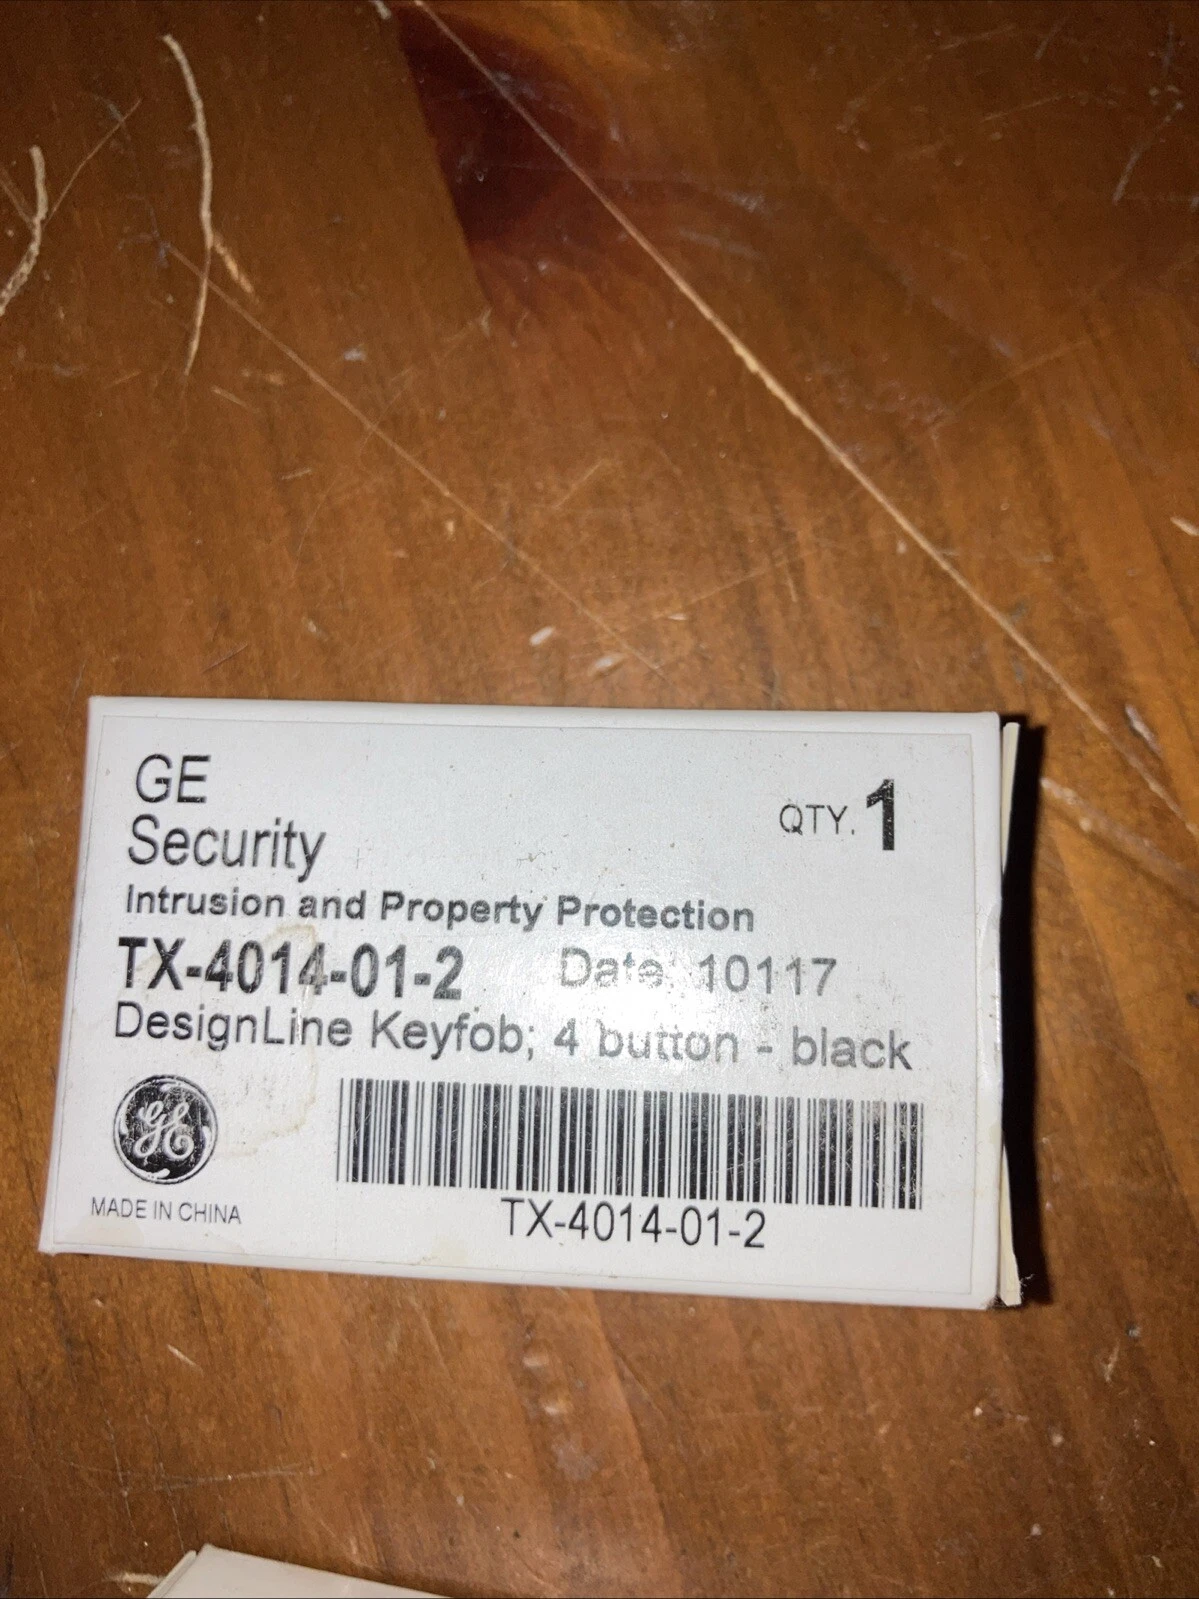 GE
Security
QTY. 1
Intrusion and Property Protection
TX-4014-01-2 Date: 10117
DesignLine Keyfob; 4 button - black
GE
MADE IN CHINA
TX-4014-01-2